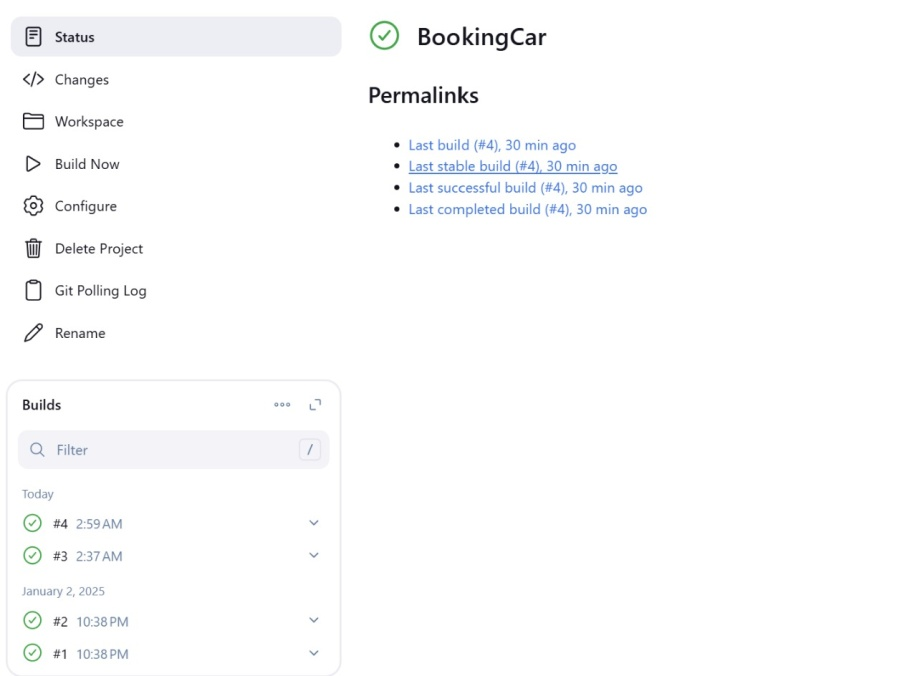 Status
Changes
Workspace
Build Now
Configure
Delete Project
Git Polling Log
Rename
Builds
Filter
/
Today
#4 2:59 AM
#3 2:37 AM
January 2, 2025
#2 10:38 PM
#1 10:38 PM
BookingCar
Permalinks
Last build (#4), 30 min ago
Last stable build (#4), 30 min ago
Last successful build (#4), 30 min ago
Last completed build (#4), 30 min ago